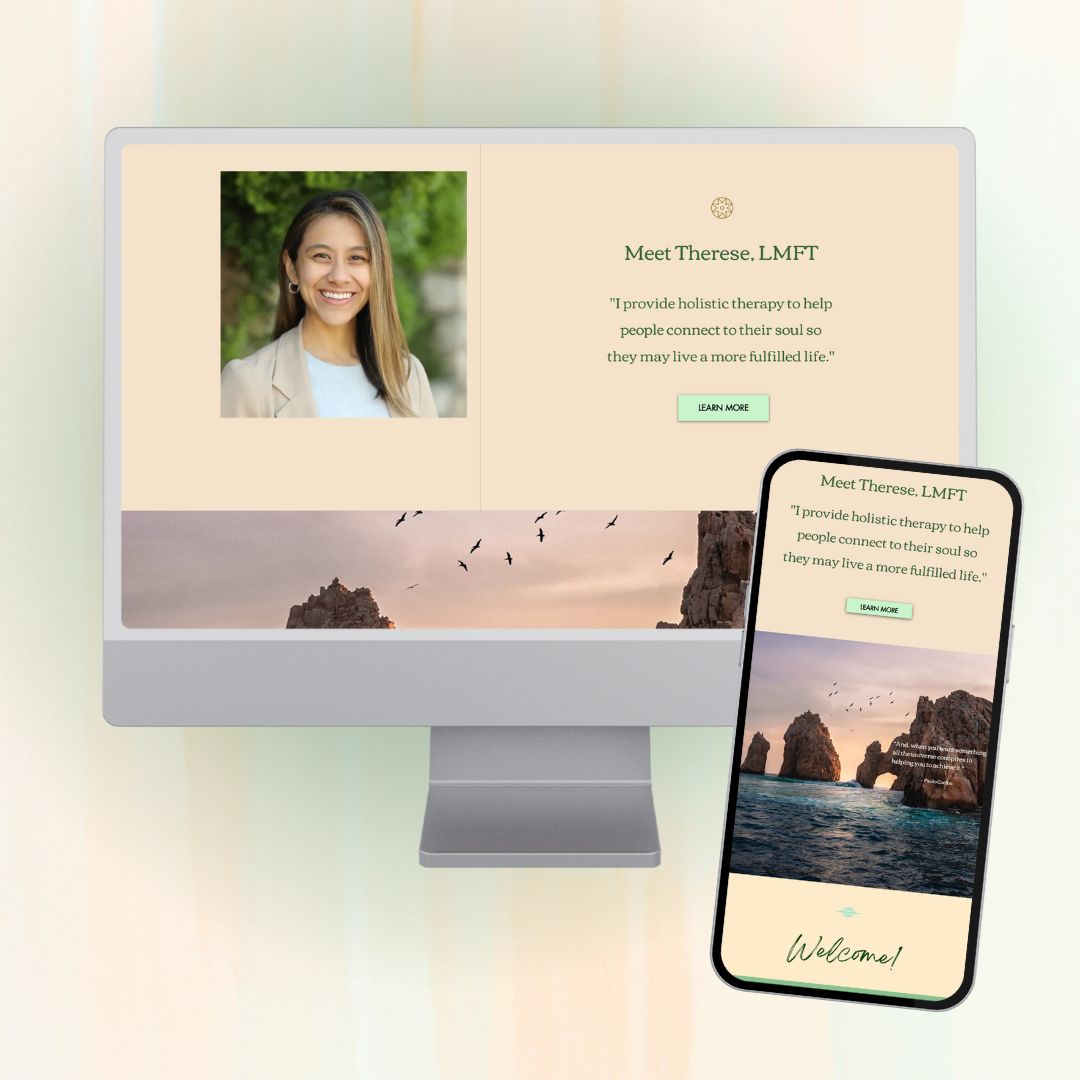 Meet Therese, LMFT
"I provide holistic therapy to help
people connect to their soul so
they may live a more fulfilled life."
LEARN MORE
Meet Therese, LMFT
"I provide holistic therapy to help
people connect to their soul so
they may live a more fulfilled life."
LEARN MORE
"And, when you want something
all the universe conspires in
helping you to achieve it."
— Paulo Coelho
Welcome!